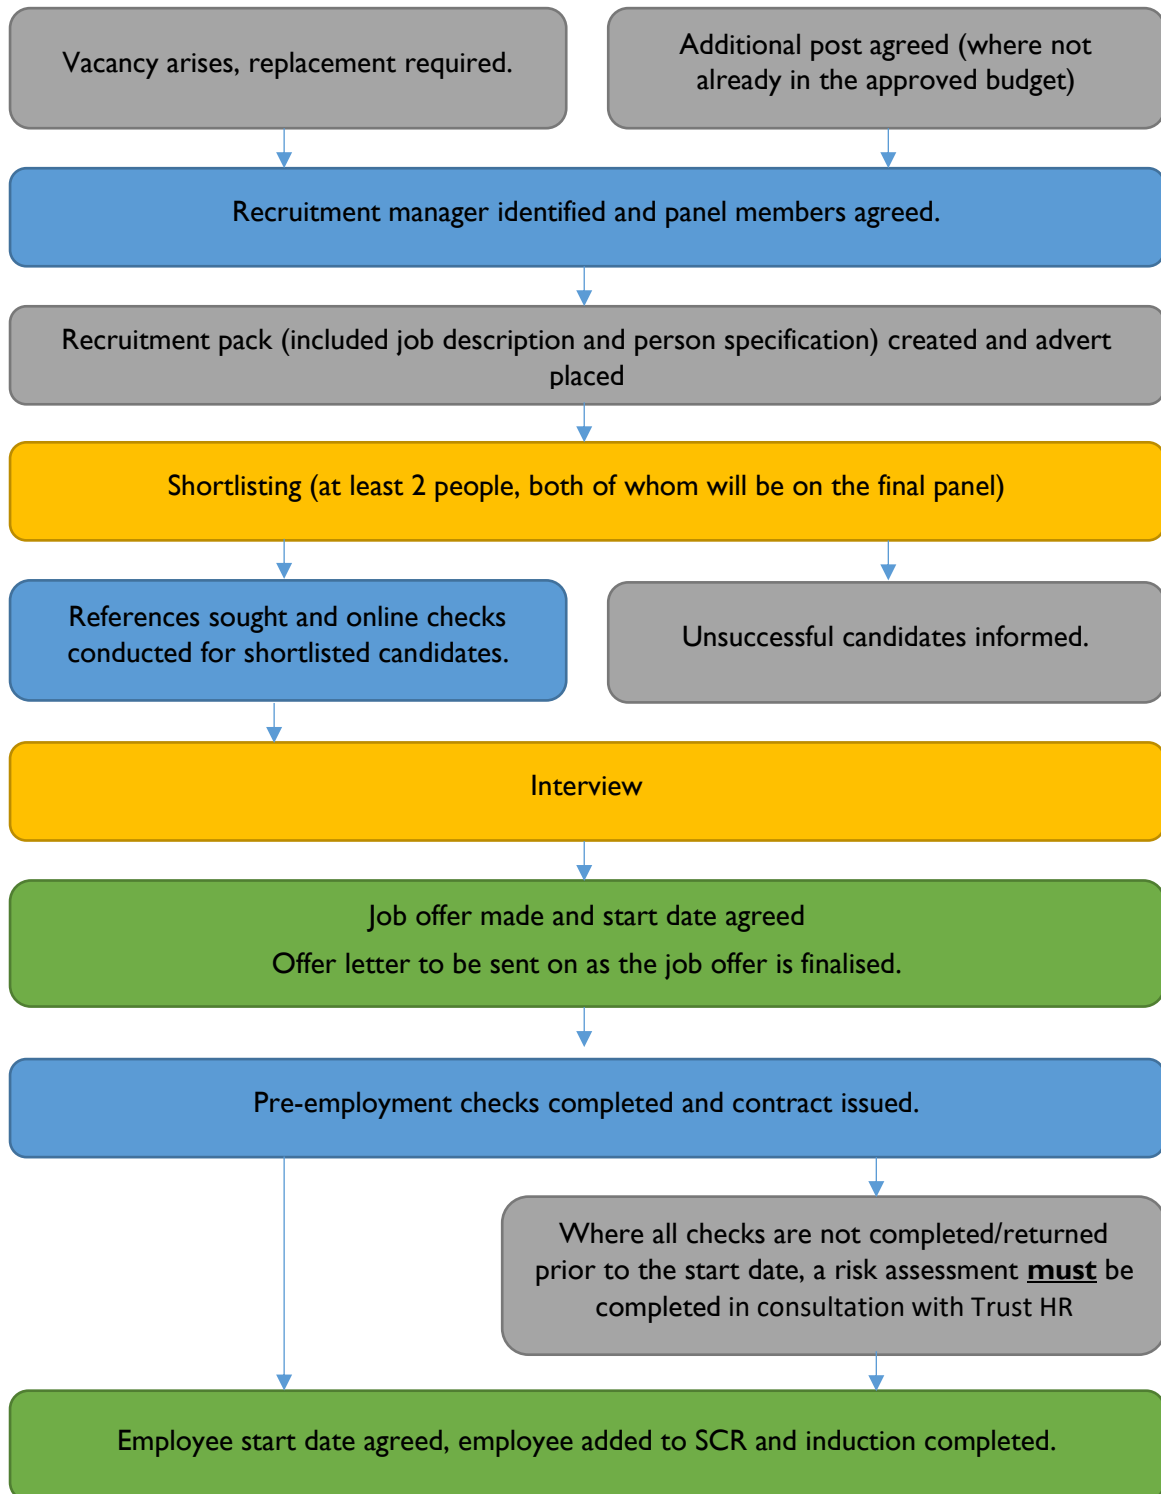 Vacancy arises, replacement required.
Additional post agreed (where not
already in the approved budget)
Recruitment manager identified and panel members agreed.
Recruitment pack (included job description and person specification) created and advert
placed
Shortlisting (at least 2 people, both of whom will be on the final panel)
References sought and online checks
conducted for shortlisted candidates.
Unsuccessful candidates informed.
Interview
Job offer made and start date agreed
Offer letter to be sent on as the job offer is finalised.
Pre-employment checks completed and contract issued.
Where all checks are not completed/returned
prior to the start date, a risk assessment must be
completed in consultation with Trust HR
Employee start date agreed, employee added to SCR and induction completed.